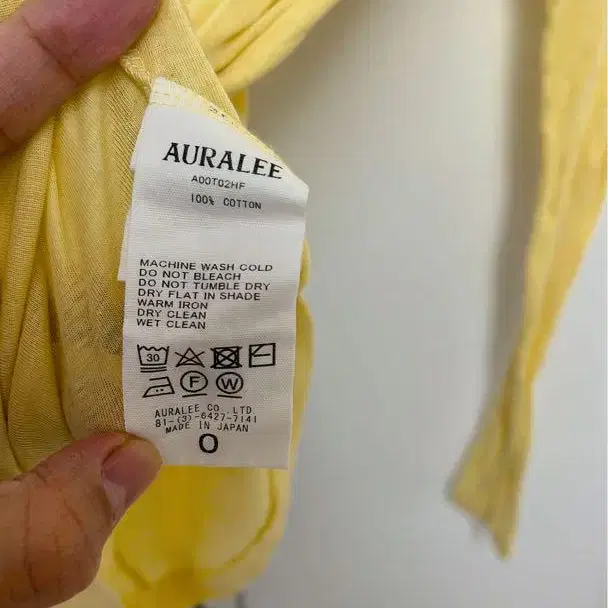 AURALEE
A00T02HF
100% COTTON
MACHINE WASH COLD
DO NOT BLEACH
DO NOT TUMBLE DRY
DRY FLAT IN SHADE
WARM IRON
DRY CLEAN
WET CLEAN
30
F W
AURALEE CO.,LTD.
81-(3)-6427-7141
MADE IN JAPAN
0